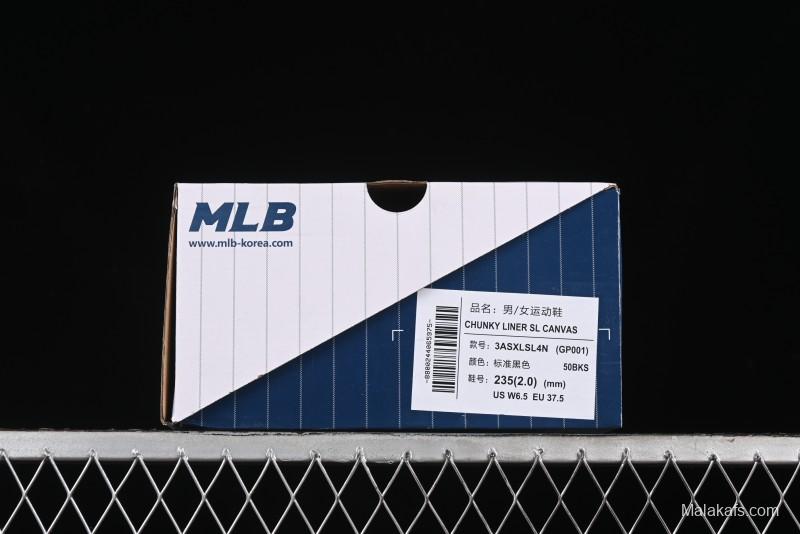 MLB
www.mlb-korea.com
品名: 男/女运动鞋
CHUNKY LINER SL CANVAS
款号: 3ASXLSL4N (GP001)
颜色: 标准黑色 50BKS
鞋号: 235(2.0) (mm)
US W6.5 EU 37.5
-8800244065975-
Malakafs.com